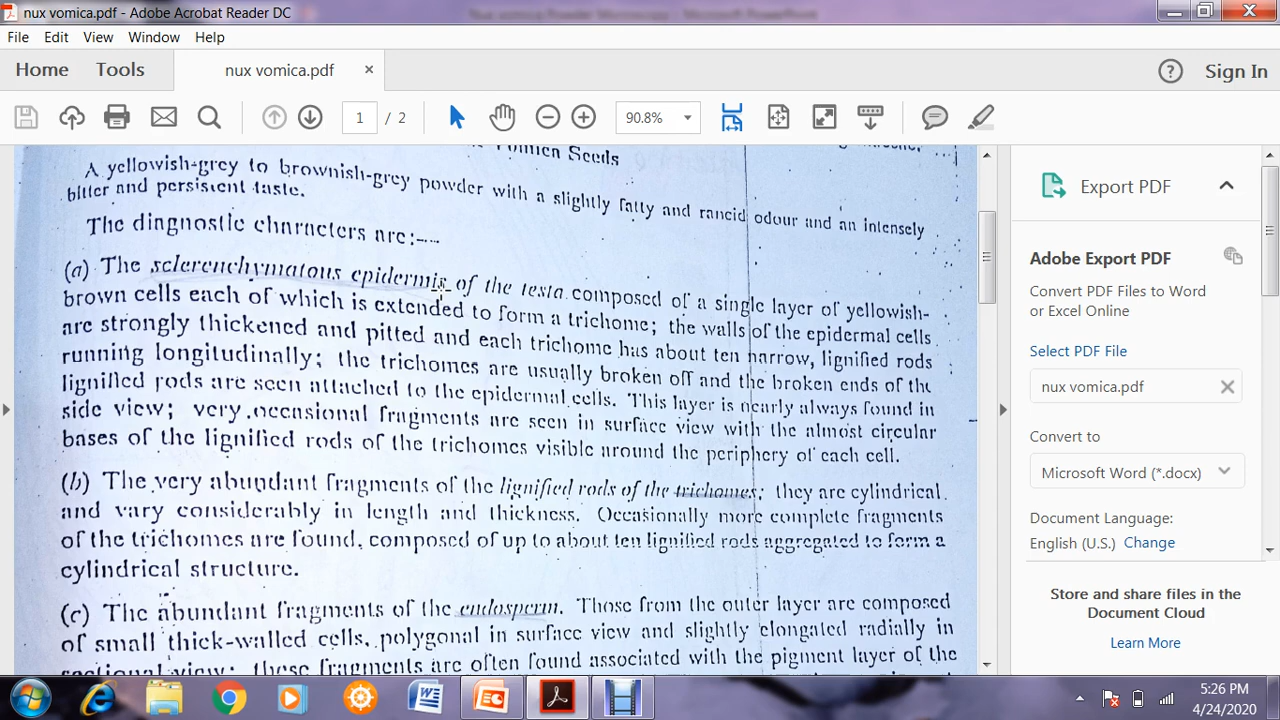 nux vomica.pdf - Adobe Acrobat Reader DC
Nux vomica Seeds Powder Microscopy - Microsoft PowerPoint
File Edit View Window Help
Home Tools nux vomica.pdf × Sign In
1 / 2 90.8%
Seeds
A yellowish-grey to brownish-grey powder with a slightly fatty and rancid odour and an intensely
bitter and persistent taste.
The diagnostic characters are:—
(a) The sclerenchymatous epidermis of the testa composed of a single layer of yellowish-
brown cells each of which is extended to form a trichome; the walls of the epidermal cells
are strongly thickened and pitted and each trichome has about ten narrow, lignified rods
running longitudinally; the trichomes are usually broken off and the broken ends of the
lignified rods are seen attached to the epidermal cells. This layer is nearly always found in
side view; very occasional fragments are seen in surface view with the almost circular
bases of the lignified rods of the trichomes visible around the periphery of each cell.
(b) The very abundant fragments of the lignified rods of the trichomes; they are cylindrical
and vary considerably in length and thickness. Occasionally more complete fragments
of the trichomes are found, composed of up to about ten lignified rods aggregated to form a
cylindrical structure.
(c) The abundant fragments of the endosperm. Those from the outer layer are composed
of small thick-walled cells, polygonal in surface view and slightly elongated radially in
sectional view; these fragments are often found associated with the pigment layer of the
Export PDF
Adobe Export PDF
Convert PDF Files to Word
or Excel Online
Select PDF File
nux vomica.pdf
Convert to
Microsoft Word (*.docx)
Document Language:
English (U.S.) Change
Store and share files in the
Document Cloud
Learn More
5:26 PM
4/24/2020